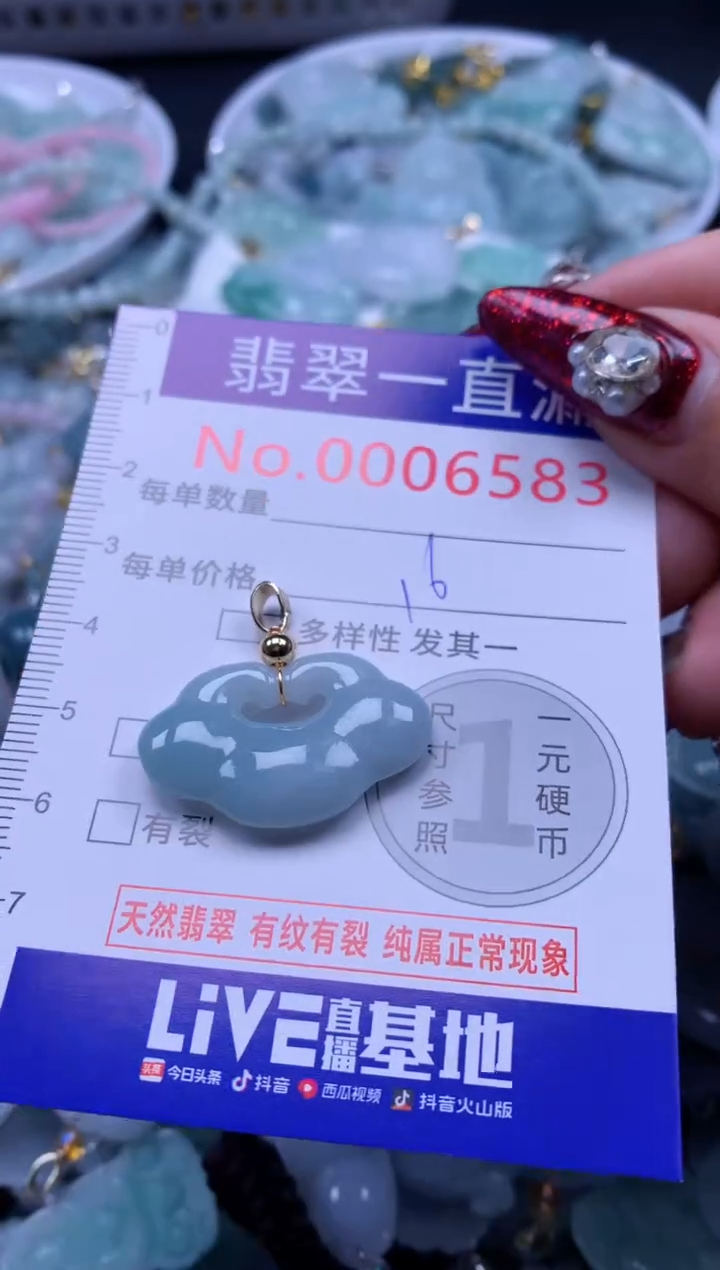 翡翠一直
No.0006583
每单数量
每单价格 16
多样性 发其一
有裂
尺寸参照
1
一元硬币
天然翡翠 有纹有裂 纯属正常现象
LiVE直播基地
头条 今日头条 抖音 西瓜视频 抖音火山版
0
1
2
3
4
5
6
7